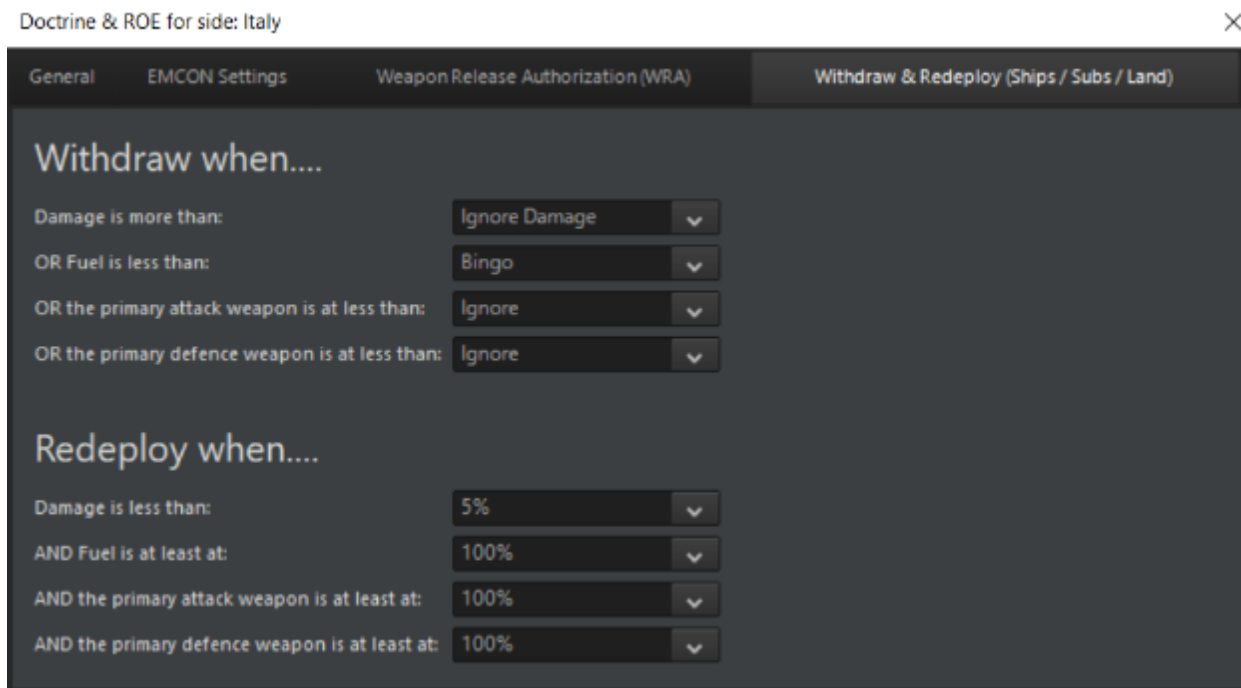 Doctrine & ROE for side: Italy
General EMCON Settings Weapon Release Authorization (WRA) Withdraw & Redeploy (Ships / Subs / Land)
Withdraw when....
Damage is more than: Ignore Damage
OR Fuel is less than: Bingo
OR the primary attack weapon is at less than: Ignore
OR the primary defence weapon is at less than: Ignore
Redeploy when....
Damage is less than: 5%
AND Fuel is at least at: 100%
AND the primary attack weapon is at least at: 100%
AND the primary defence weapon is at least at: 100%